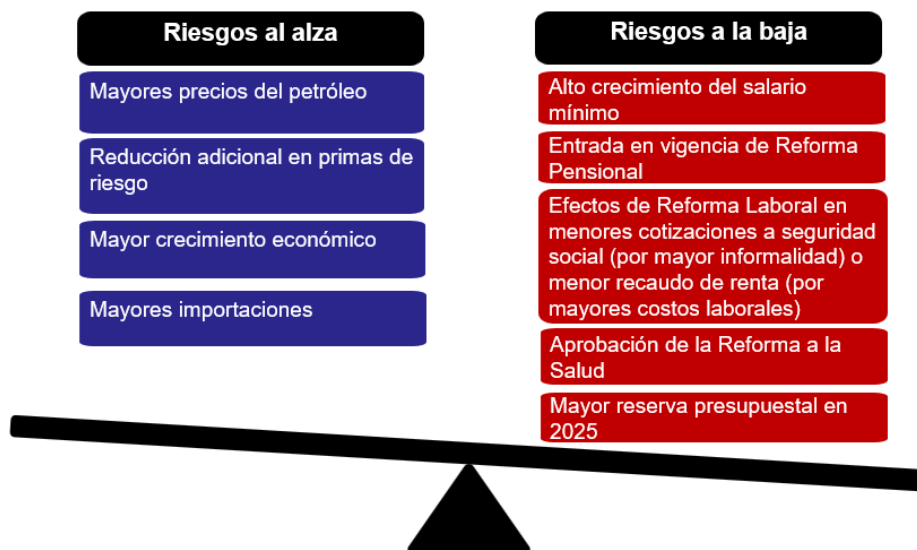 Riesgos al alza
Mayores precios del petróleo
Reducción adicional en primas de
riesgo
Mayor crecimiento económico
Mayores importaciones
Riesgos a la baja
Alto crecimiento del salario
mínimo
Entrada en vigencia de Reforma
Pensional
Efectos de Reforma Laboral en
menores cotizaciones a seguridad
social (por mayor informalidad) o
menor recaudo de renta (por
mayores costos laborales)
Aprobación de la Reforma a la
Salud
Mayor reserva presupuestal en
2025